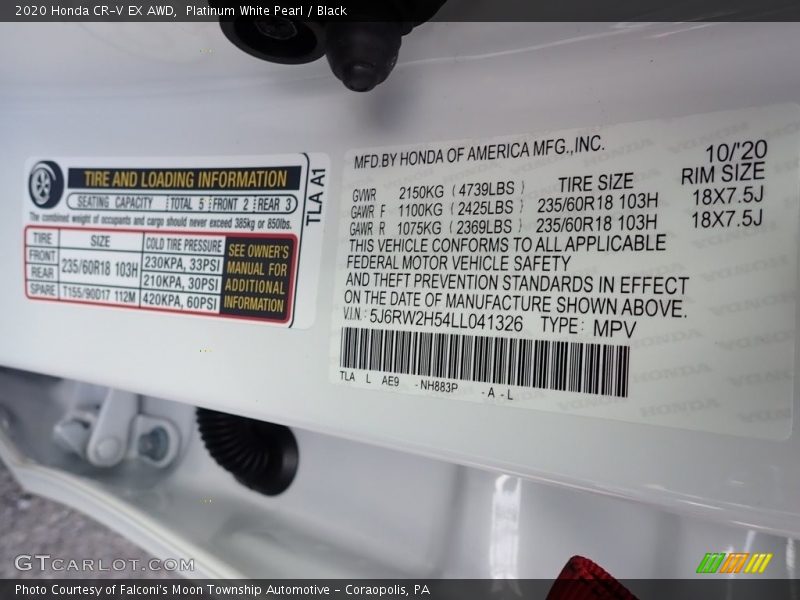 2020 Honda CR-V EX AWD, Platinum White Pearl / Black
TIRE AND LOADING INFORMATION
SEATING CAPACITY TOTAL 5 FRONT 2 REAR 3
The combined weight of occupants and cargo should never exceed 385kg or 850lbs.
TIRE SIZE COLD TIRE PRESSURE
FRONT 235/60R18 103H 230KPA, 33PSI
REAR 210KPA, 30PSI
SPARE T155/90D17 112M 420KPA, 60PSI
SEE OWNER'S
MANUAL FOR
ADDITIONAL
INFORMATION
TLA A1
MFD.BY HONDA OF AMERICA MFG.,INC. 10/'20
GVWR 2150KG (4739LBS) TIRE SIZE RIM SIZE
GAWR F 1100KG (2425LBS) 235/60R18 103H 18X7.5J
GAWR R 1075KG (2369LBS) 235/60R18 103H 18X7.5J
THIS VEHICLE CONFORMS TO ALL APPLICABLE
FEDERAL MOTOR VEHICLE SAFETY
AND THEFT PREVENTION STANDARDS IN EFFECT
ON THE DATE OF MANUFACTURE SHOWN ABOVE.
V.I.N.: 5J6RW2H54LL041326 TYPE: MPV
TLA L AE9 -NH883P -A-L
GTCARLOT.COM
Photo Courtesy of Falconi's Moon Township Automotive - Coraopolis, PA